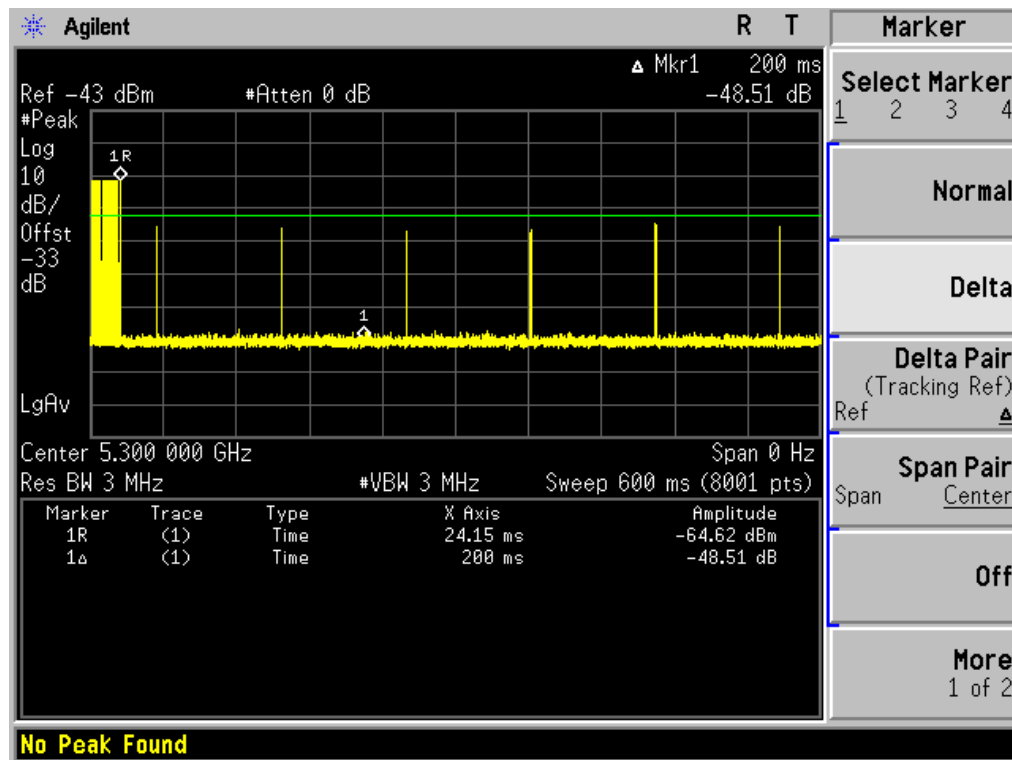 Agilent R T Marker
Δ Mkr1 200 ms
Ref -43 dBm #Atten 0 dB -48.51 dB
#Peak
Log
10
dB/
Offst
-33
dB
1R
1
LgAv
Center 5.300 000 GHz Span 0 Hz
Res BW 3 MHz #VBW 3 MHz Sweep 600 ms (8001 pts)
Marker Trace Type X Axis Amplitude
1R (1) Time 24.15 ms -64.62 dBm
1Δ (1) Time 200 ms -48.51 dB
Select Marker
1 2 3 4
Normal
Delta
Delta Pair
(Tracking Ref)
Ref Δ
Span Pair
Span Center
Off
More
1 of 2
No Peak Found